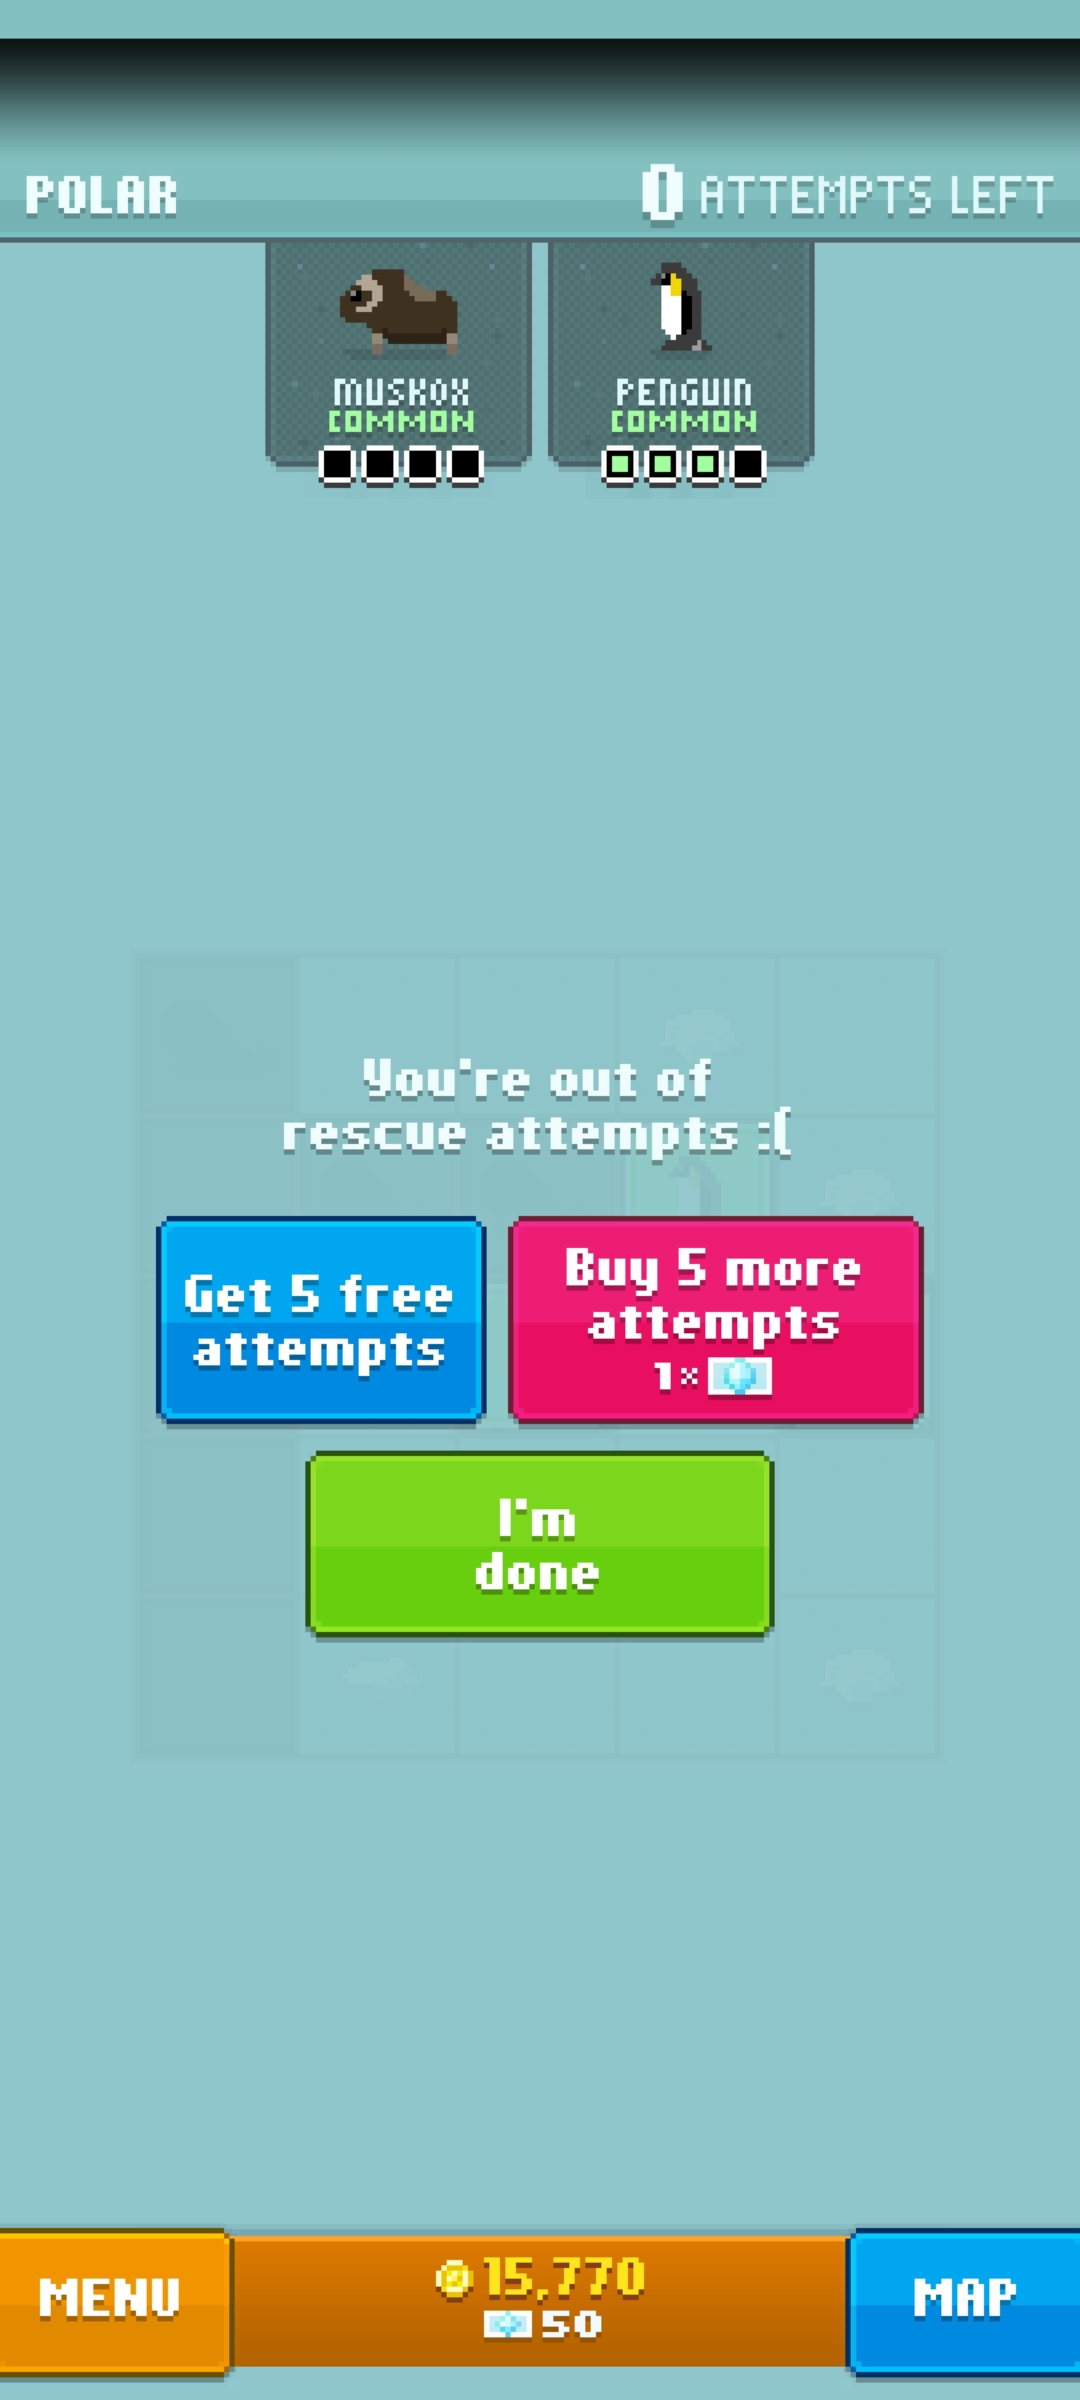 POLAR
0 ATTEMPTS LEFT
MUSKOX
COMMON
PENGUIN
COMMON
You're out of
rescue attempts :(
Get 5 free
attempts
Buy 5 more
attempts
1×
I'm
done
MENU
15,770
50
MAP